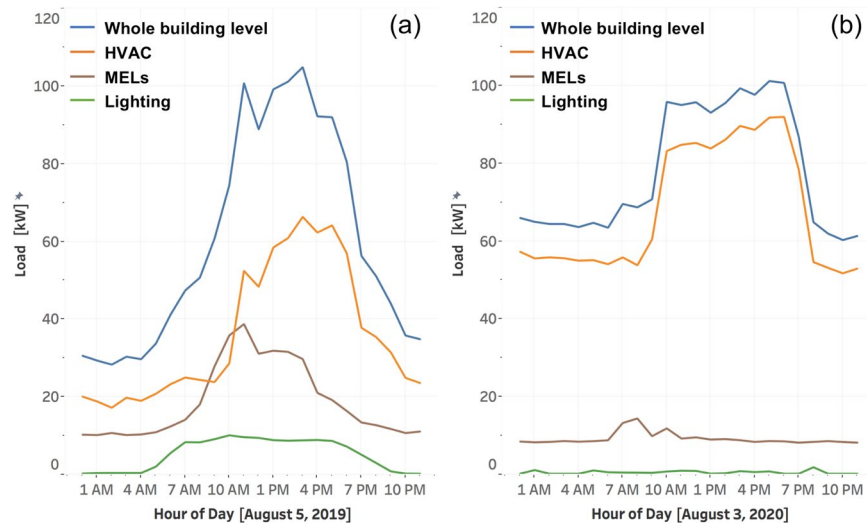 (a)
Whole building level
HVAC
MELs
Lighting
120
100
80
60
40
20
0
Load [kW]
1 AM 4 AM 7 AM 10 AM 1 PM 4 PM 7 PM 10 PM
Hour of Day [August 5, 2019]
(b)
Whole building level
HVAC
MELs
Lighting
120
100
80
60
40
20
0
Load [kW]
1 AM 4 AM 7 AM 10 AM 1 PM 4 PM 7 PM 10 PM
Hour of Day [August 3, 2020]